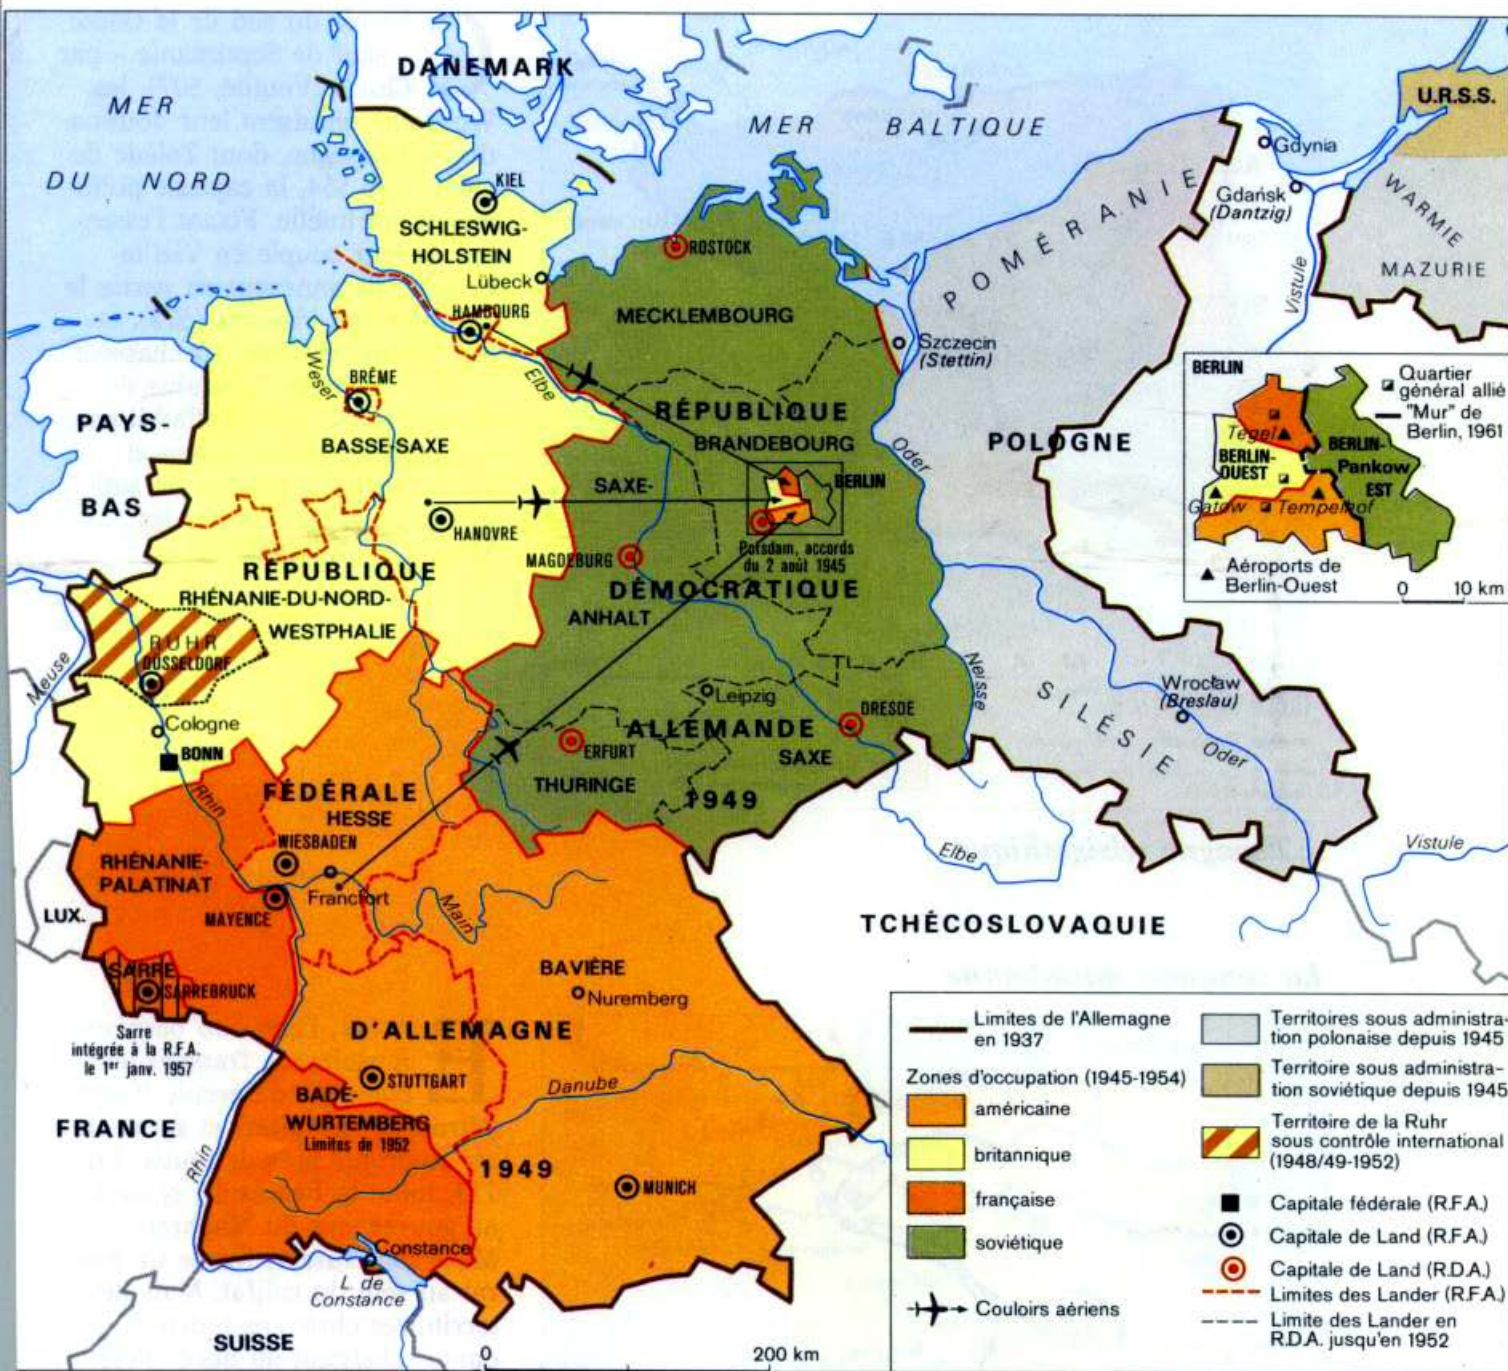 DANEMARK
MER
DU NORD
MER BALTIQUE
U.R.S.S.
Gdynia
Gdańsk
(Dantzig)
WARMIE
MAZURIE
Vistule
POMÉRANIE
KIEL
SCHLESWIG-
HOLSTEIN
Lübeck
HAMBOURG
ROSTOCK
MECKLEMBOURG
Szczecin
(Stettin)
Weser
BRÊME
Elbe
PAYS-
BAS
BASSE-SAXE
RÉPUBLIQUE
BRANDEBOURG
Oder
POLOGNE
SAXE-
BERLIN
HANOVRE
MAGDEBURG
Potsdam, accords
du 2 août 1945
RÉPUBLIQUE
DÉMOCRATIQUE
RHÉNANIE-DU-NORD-
WESTPHALIE
ANHALT
RUHR
DÜSSELDORF
Meuse
Neisse
SILÉSIE
Wrocław
(Breslau)
Oder
Leipzig
Cologne
BONN
DRESDE
ALLEMANDE
ERFURT
SAXE
THURINGE
1949
Rhin
FÉDÉRALE
HESSE
WIESBADEN
RHÉNANIE-
PALATINAT
Francfort
MAYENCE
Main
LUX.
Elbe
Vistule
TCHÉCOSLOVAQUIE
SARRE
SARREBRUCK
Sarre
intégrée à la R.F.A.
le 1er janv. 1957
BAVIÈRE
Nuremberg
D'ALLEMAGNE
STUTTGART
BADE-
WURTEMBERG
Limites de 1952
Danube
FRANCE
Rhin
1949
MUNICH
Constance
L. de
Constance
SUISSE
0 200 km
BERLIN
Quartier
général allié
"Mur" de
Berlin, 1961
Tegel
BERLIN-
OUEST
BERLIN-
Pankow
EST
Gatow
Tempelhof
Aéroports de
Berlin-Ouest
0 10 km
Limites de l'Allemagne
en 1937
Zones d'occupation (1945-1954)
américaine
britannique
française
soviétique
Couloirs aériens
Territoires sous administra-
tion polonaise depuis 1945
Territoire sous administra-
tion soviétique depuis 1945
Territoire de la Ruhr
sous contrôle international
(1948/49-1952)
Capitale fédérale (R.F.A.)
Capitale de Land (R.F.A.)
Capitale de Land (R.D.A.)
Limites des Lander (R.F.A.)
Limite des Lander en
R.D.A. jusqu'en 1952